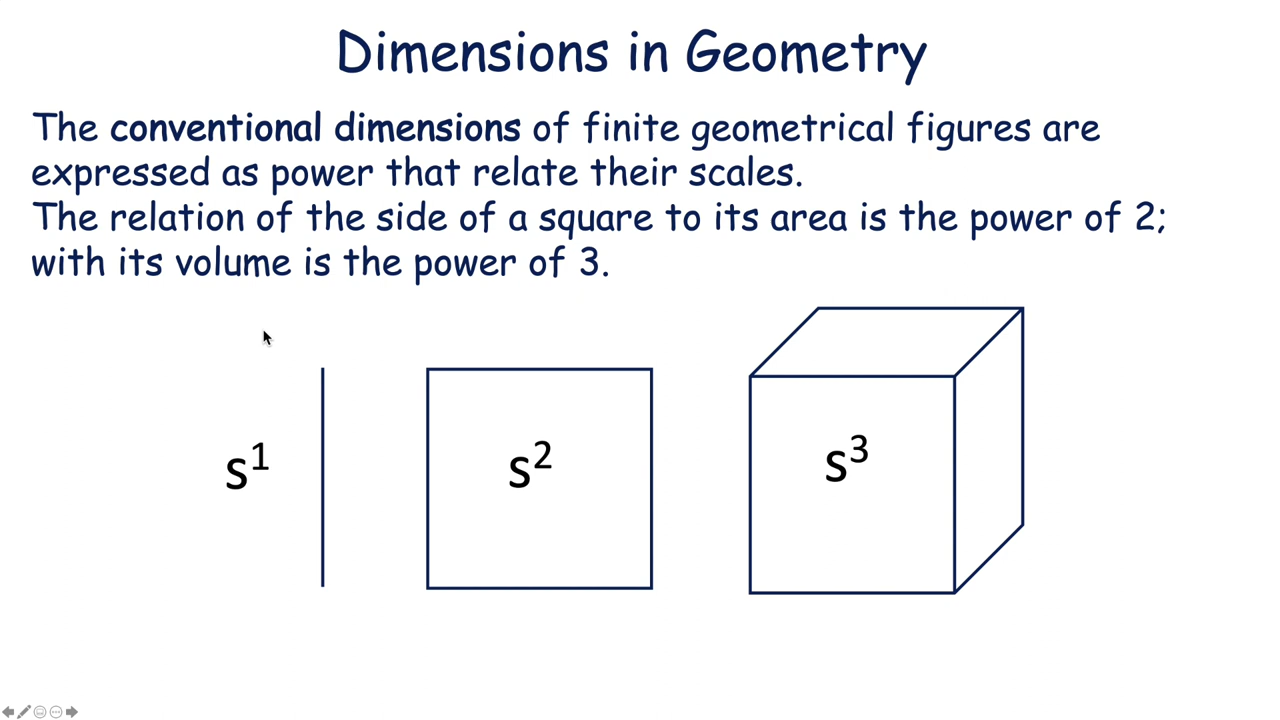 Dimensions in Geometry
The conventional dimensions of finite geometrical figures are
expressed as power that relate their scales.
The relation of the side of a square to its area is the power of 2;
with its volume is the power of 3.
s¹
s²
s³